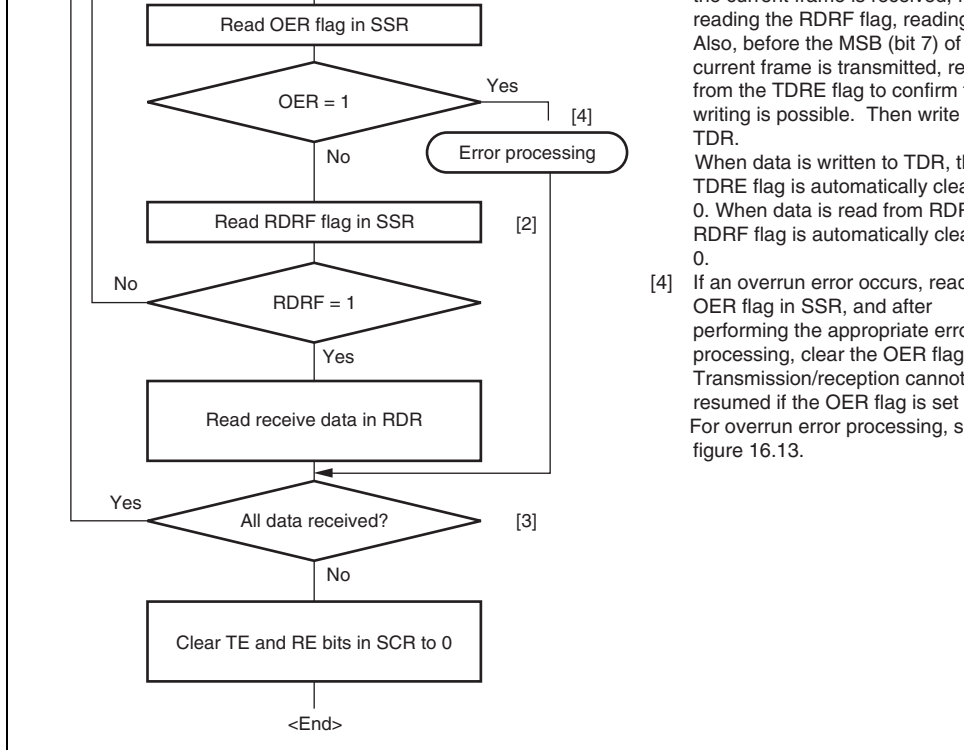 Read OER flag in SSR
OER = 1
Yes
[4]
Error processing
No
Read RDRF flag in SSR
[2]
No
RDRF = 1
Yes
Read receive data in RDR
Yes
All data received?
[3]
No
Clear TE and RE bits in SCR to 0
<End>
the current frame is received,
reading the RDRF flag, reading
Also, before the MSB (bit 7) of
current frame is transmitted,
from the TDRE flag to confirm
writing is possible. Then write
TDR.
When data is written to TDR,
TDRE flag is automatically
0. When data is read from
RDRF flag is automatically
0.
[4] If an overrun error occurs,
OER flag in SSR, and after
performing the appropriate
processing, clear the OER flag
Transmission/reception cannot
resumed if the OER flag is set
For overrun error processing,
figure 16.13.